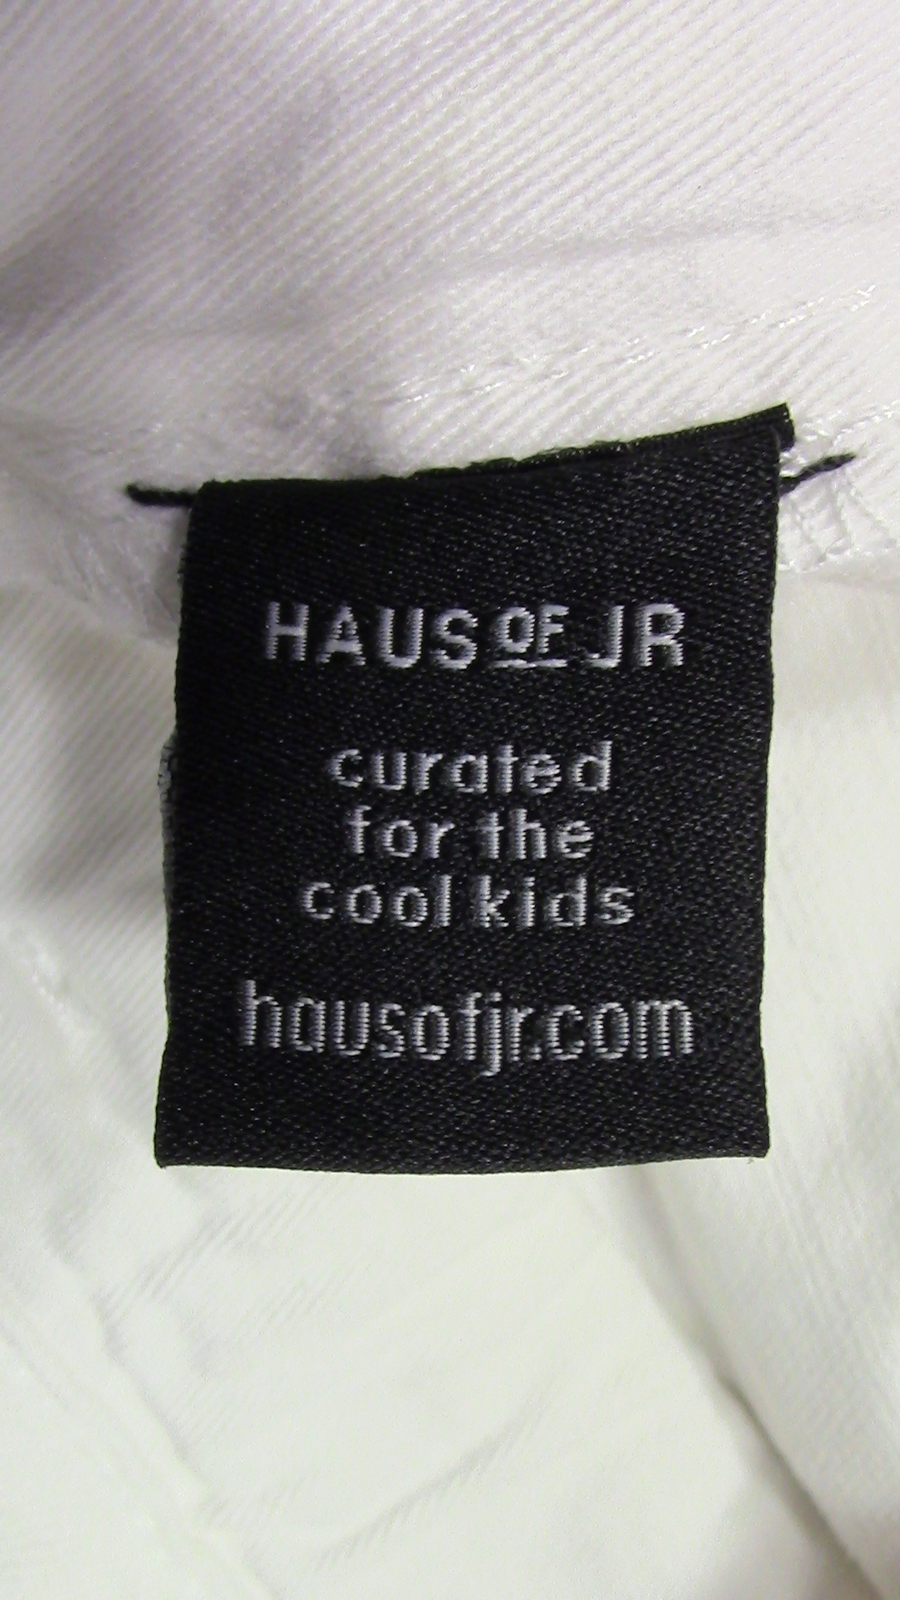 HAUS OF JR
curated
for the
cool kids
hausofjr.com